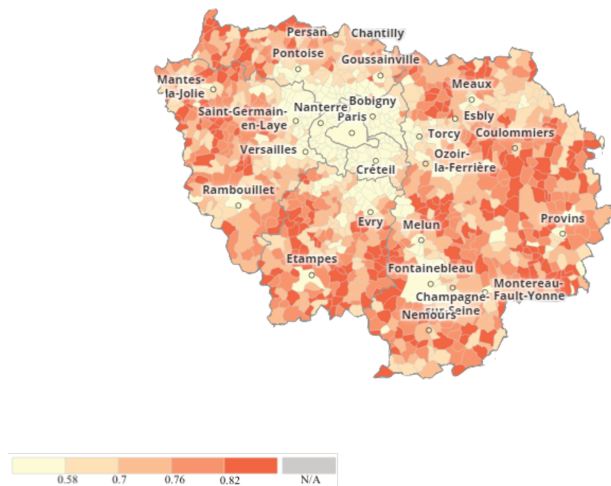 Persan
Chantilly
Pontoise
Goussainville
Mantes-
la-Jolie
Meaux
Saint-Germain-
en-Laye
Nanterre
Bobigny
Paris
Esbly
Torcy
Coulommiers
Versailles
Ozoir-
la-Ferrière
Créteil
Rambouillet
Evry
Melun
Provins
Etampes
Fontainebleau
Champagne-
sur-Seine
Montereau-
Fault-Yonne
Nemours
0.58 0.7 0.76 0.82 N/A